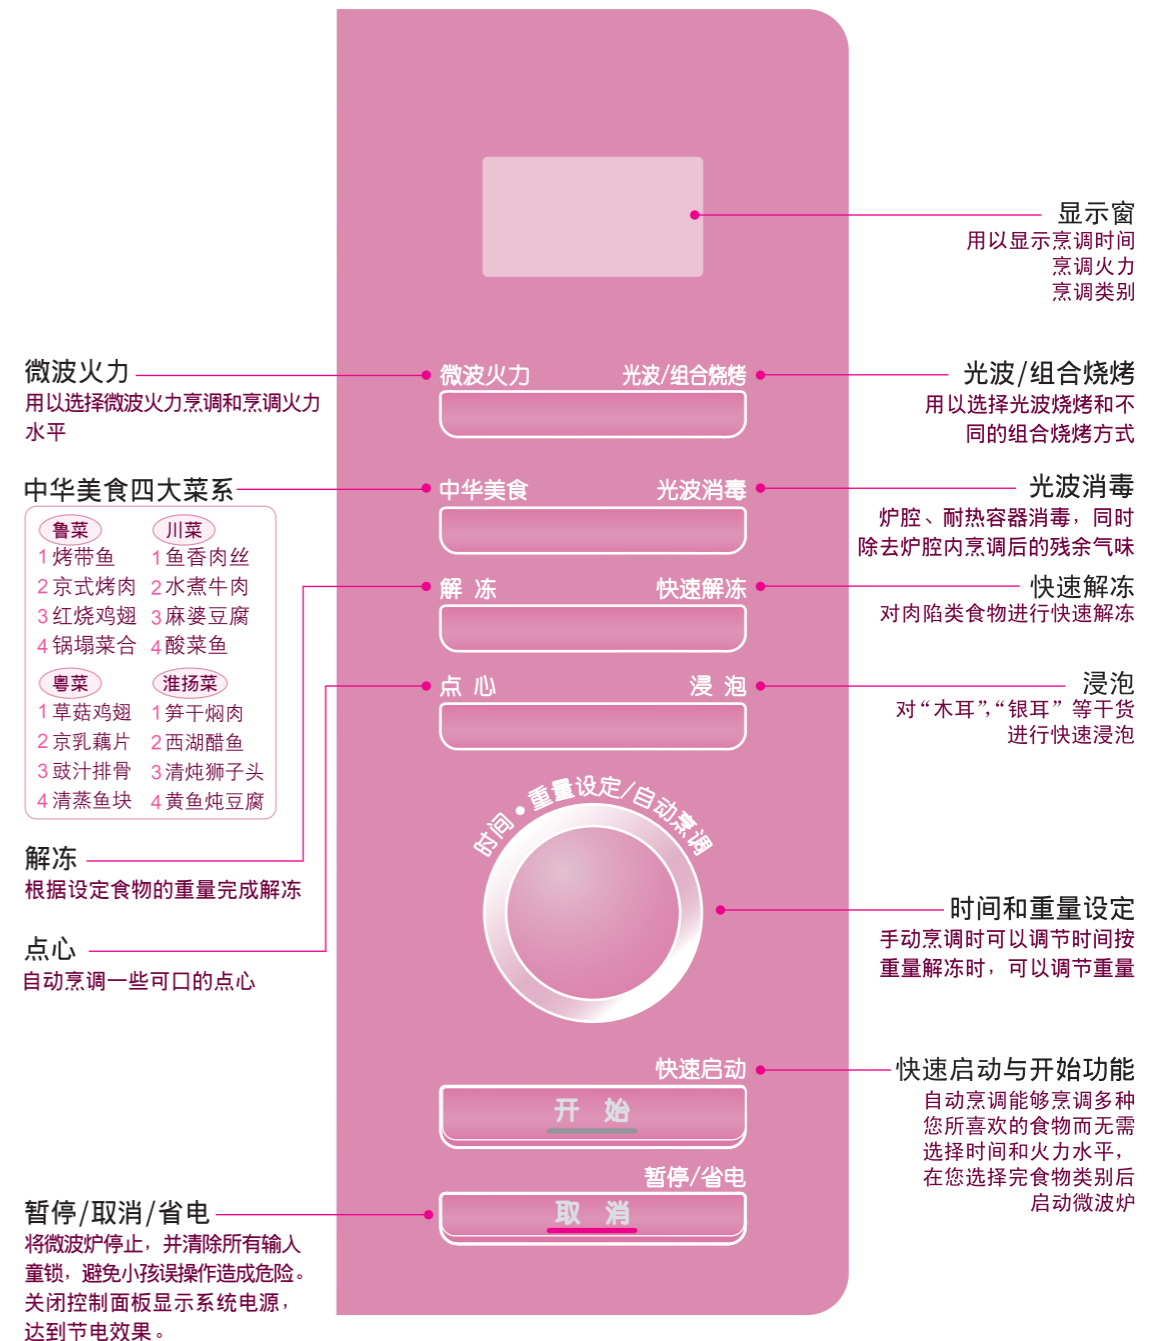 显示窗
用以显示烹调时间
烹调火力
烹调类别
微波火力
用以选择微波火力烹调和烹调火力
水平
微波火力
光波/组合烧烤
光波/组合烧烤
用以选择光波烧烤和不
同的组合烧烤方式
中华美食四大菜系
鲁菜
1 烤带鱼
2 京式烤肉
3 红烧鸡翅
4 锅塌菜合
川菜
1 鱼香肉丝
2 水煮牛肉
3 麻婆豆腐
4 酸菜鱼
粤菜
1 草菇鸡翅
2 京乳藕片
3 豉汁排骨
4 清蒸鱼块
淮扬菜
1 笋干焖肉
2 西湖醋鱼
3 清炖狮子头
4 黄鱼炖豆腐
中华美食
光波消毒
光波消毒
炉腔、耐热容器消毒，同时
除去炉腔内烹调后的残余气味
解 冻
快速解冻
快速解冻
对肉陷类食物进行快速解冻
点 心
浸 泡
浸泡
对“木耳”，“银耳” 等干货
进行快速浸泡
解冻
根据设定食物的重量完成解冻
点心
自动烹调一些可口的点心
时间•重量设定/自动烹调
时间和重量设定
手动烹调时可以调节时间按
重量解冻时，可以调节重量
快速启动
开 始
快速启动与开始功能
自动烹调能够烹调多种
您所喜欢的食物而无需
选择时间和火力水平，
在您选择完食物类别后
启动微波炉
暂停/省电
取 消
暂停/取消/省电
将微波炉停止，并清除所有输入
童锁，避免小孩误操作造成危险。
关闭控制面板显示系统电源，
达到节电效果。